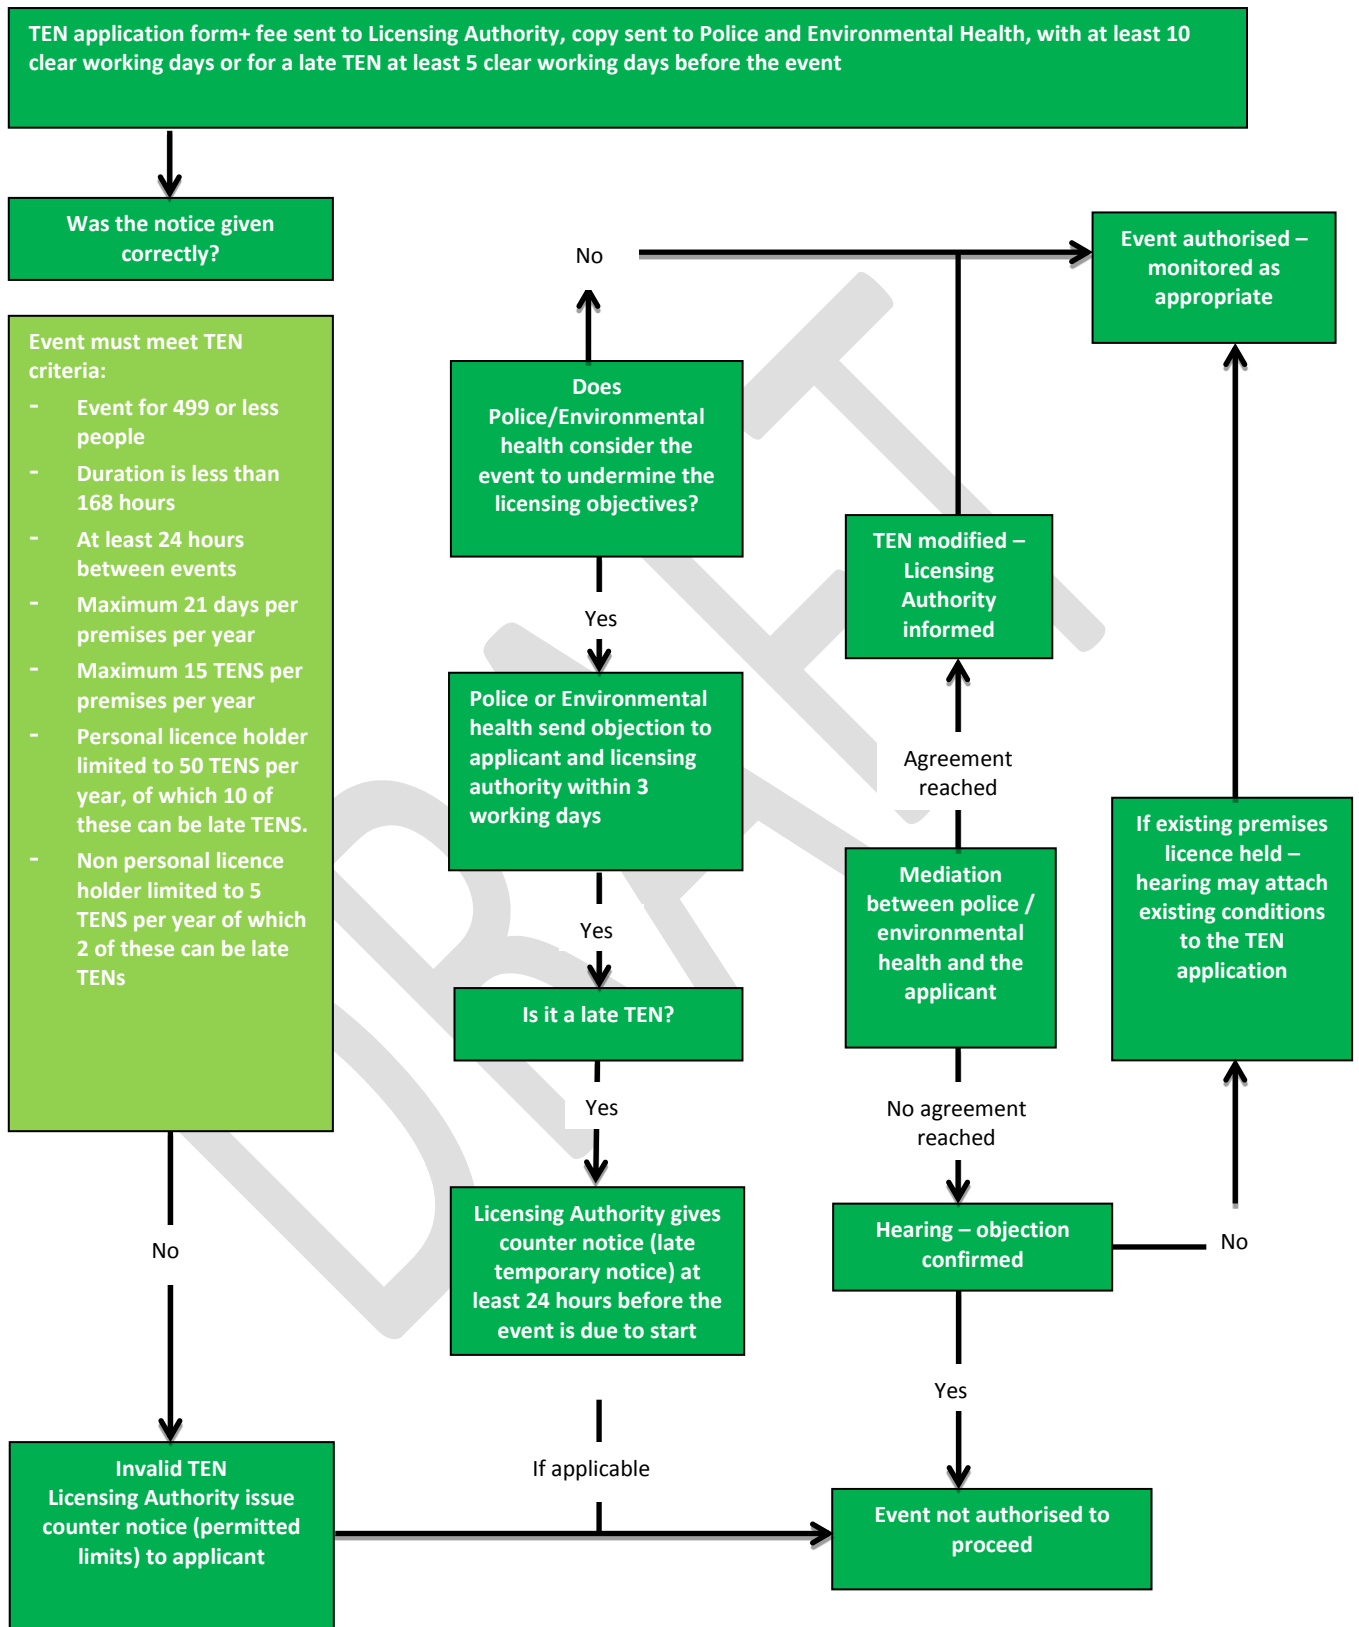 TEN application form+ fee sent to Licensing Authority, copy sent to Police and Environmental Health, with at least 10
clear working days or for a late TEN at least 5 clear working days before the event
Was the notice given
correctly?
Event must meet TEN
criteria:
- Event for 499 or less
people
- Duration is less than
168 hours
- At least 24 hours
between events
- Maximum 21 days per
premises per year
- Maximum 15 TENS per
premises per year
- Personal licence holder
limited to 50 TENS per
year, of which 10 of
these can be late TENS.
- Non personal licence
holder limited to 5
TENS per year of which
2 of these can be late
TENs
No
Invalid TEN
Licensing Authority issue
counter notice (permitted
limits) to applicant
No
Does
Police/Environmental
health consider the
event to undermine the
licensing objectives?
Yes
Police or Environmental
health send objection to
applicant and licensing
authority within 3
working days
Yes
Is it a late TEN?
Yes
Licensing Authority gives
counter notice (late
temporary notice) at
least 24 hours before the
event is due to start
If applicable
TEN modified –
Licensing
Authority
informed
Agreement
reached
Mediation
between police /
environmental
health and the
applicant
No agreement
reached
Hearing – objection
confirmed
Yes
Event not authorised to
proceed
Event authorised –
monitored as
appropriate
If existing premises
licence held –
hearing may attach
existing conditions
to the TEN
application
No
DRAFT